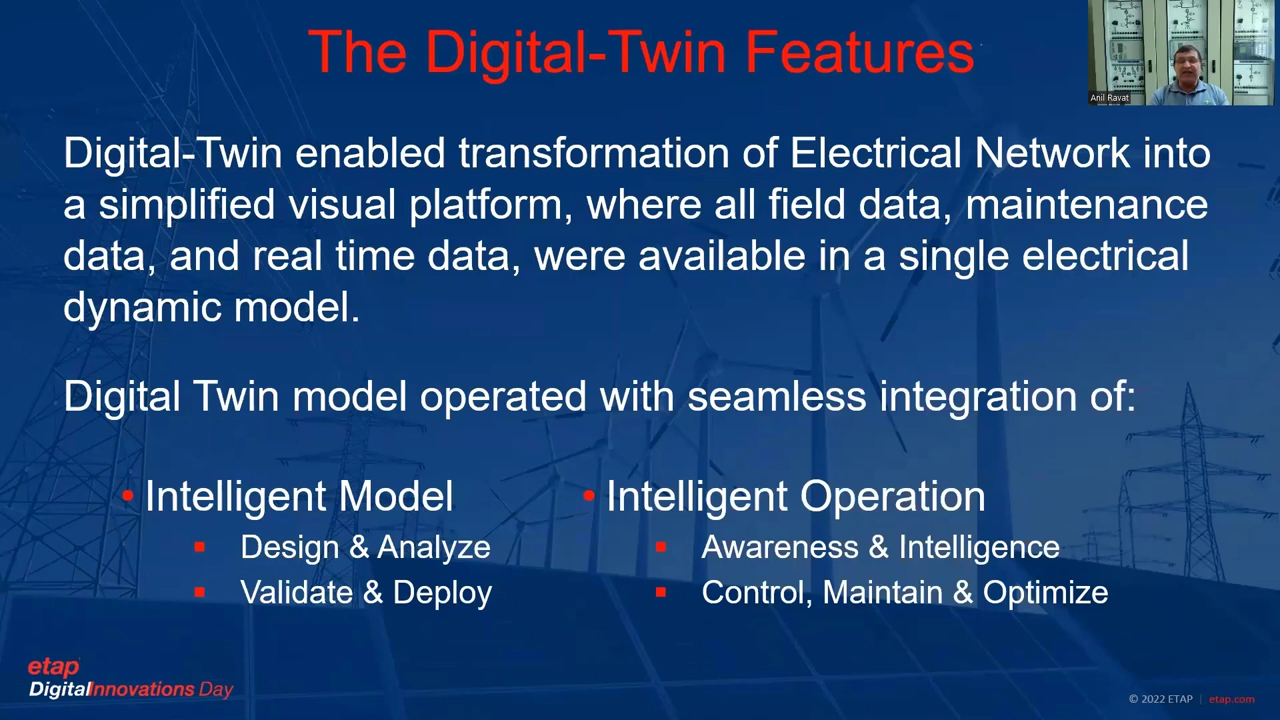 The Digital-Twin Features
Anil Ravat
Digital-Twin enabled transformation of Electrical Network into
a simplified visual platform, where all field data, maintenance
data, and real time data, were available in a single electrical
dynamic model.
Digital Twin model operated with seamless integration of:
• Intelligent Model
▪ Design & Analyze
▪ Validate & Deploy
• Intelligent Operation
▪ Awareness & Intelligence
▪ Control, Maintain & Optimize
etap
DigitalInnovations Day
© 2022 ETAP | etap.com